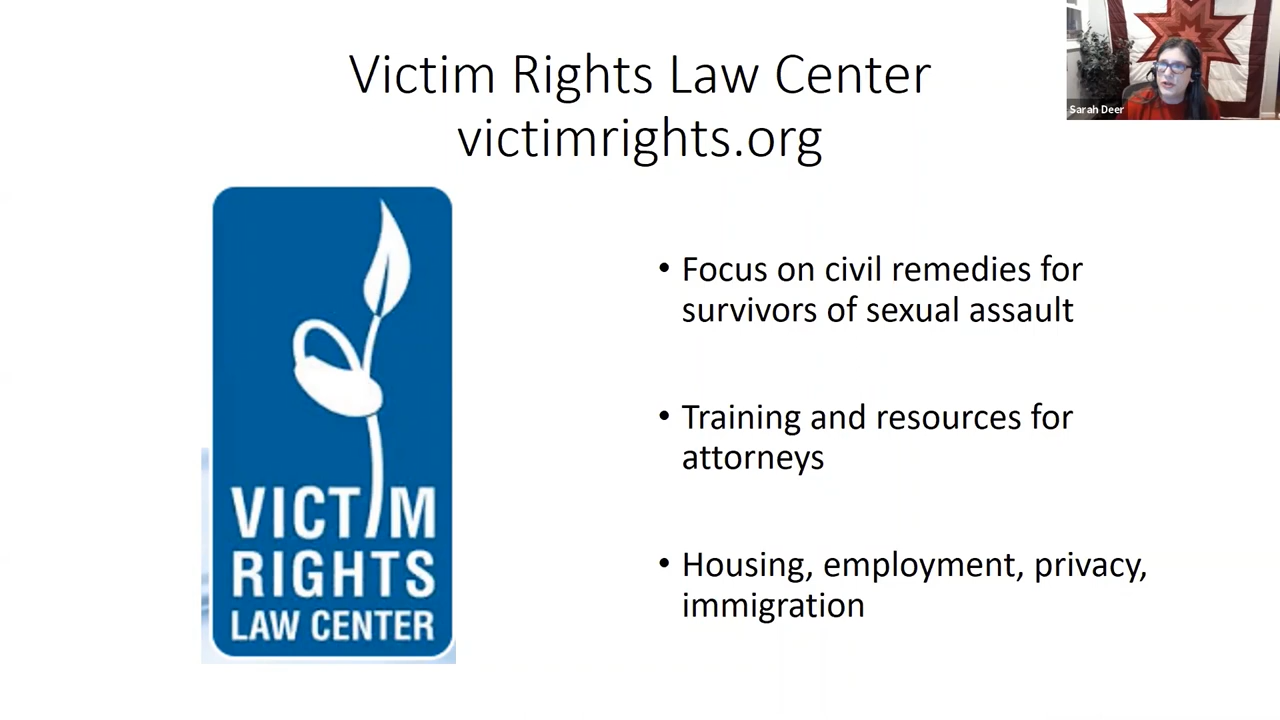 Victim Rights Law Center
victimrights.org
Sarah Deer
VICTIM
RIGHTS
LAW CENTER
• Focus on civil remedies for
survivors of sexual assault
• Training and resources for
attorneys
• Housing, employment, privacy,
immigration